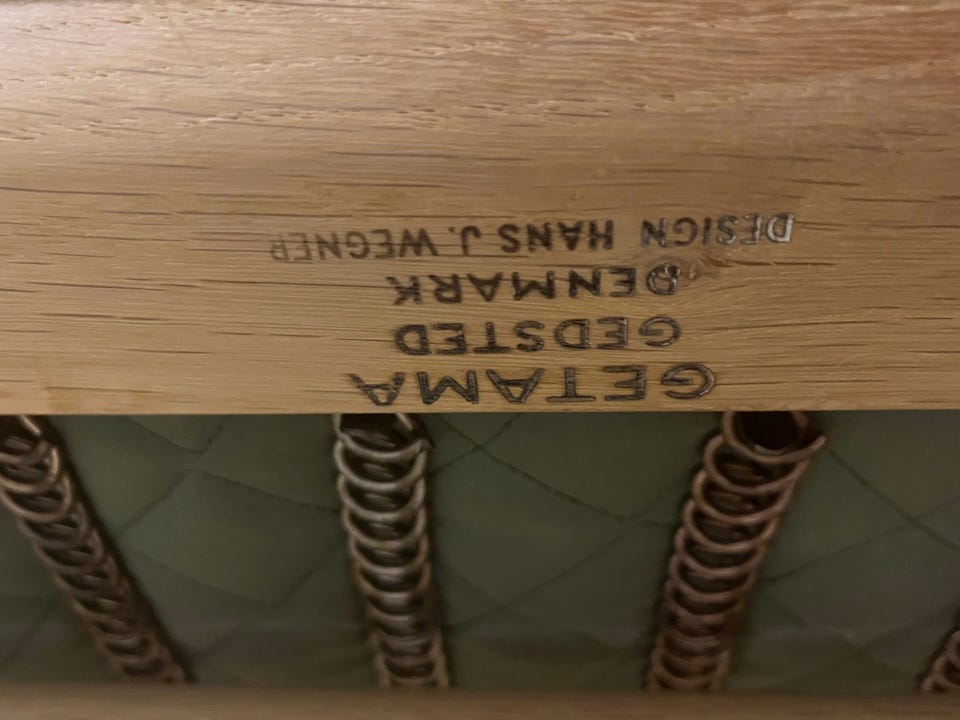 GETAMA
GEDSTED
DENMARK
DESIGN HANS J. WEGNER